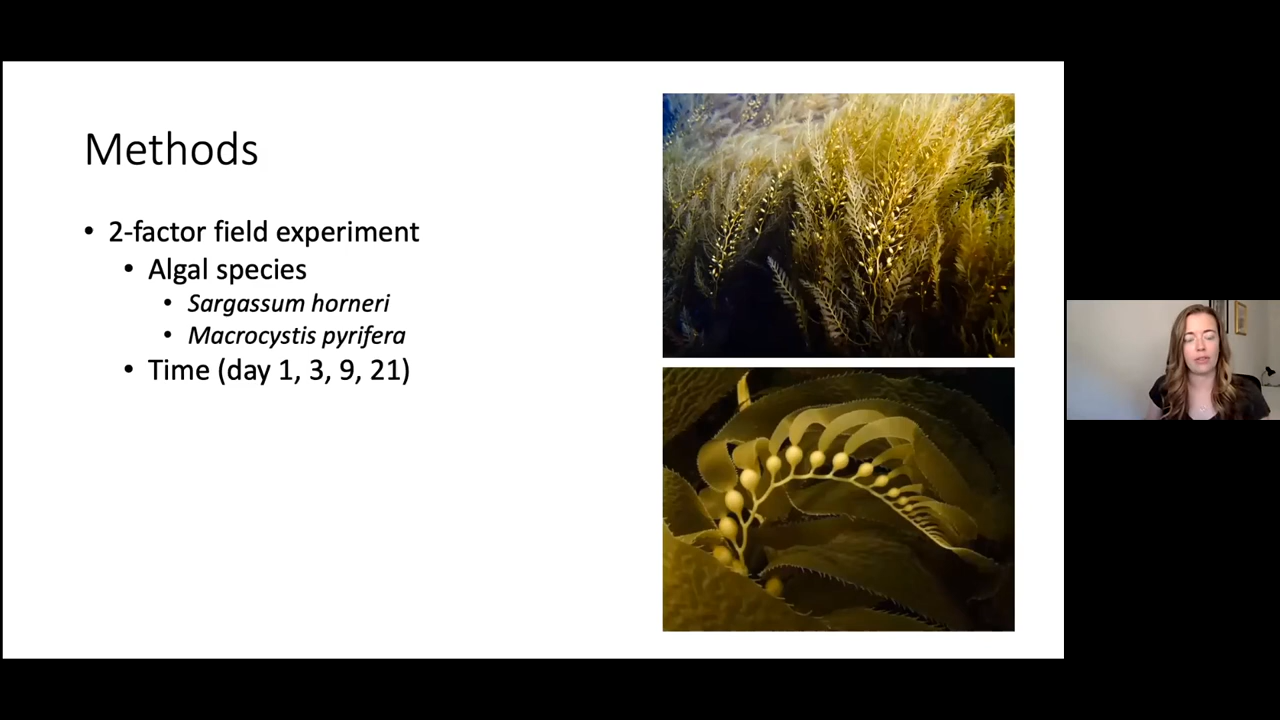 Methods
• 2-factor field experiment
• Algal species
• Sargassum horneri
• Macrocystis pyrifera
• Time (day 1, 3, 9, 21)